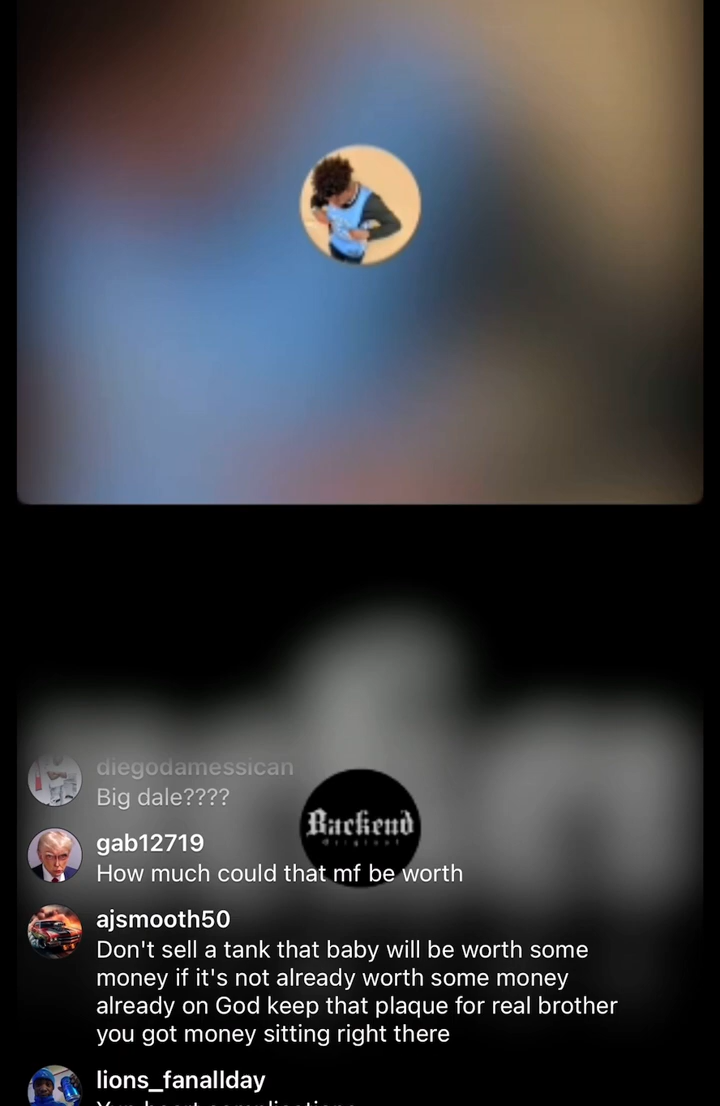 diegodamessican
Big dale????
Backend
Original
gab12719
How much could that mf be worth
ajsmooth50
Don't sell a tank that baby will be worth some
money if it's not already worth some money
already on God keep that plaque for real brother
you got money sitting right there
lions_fanallday